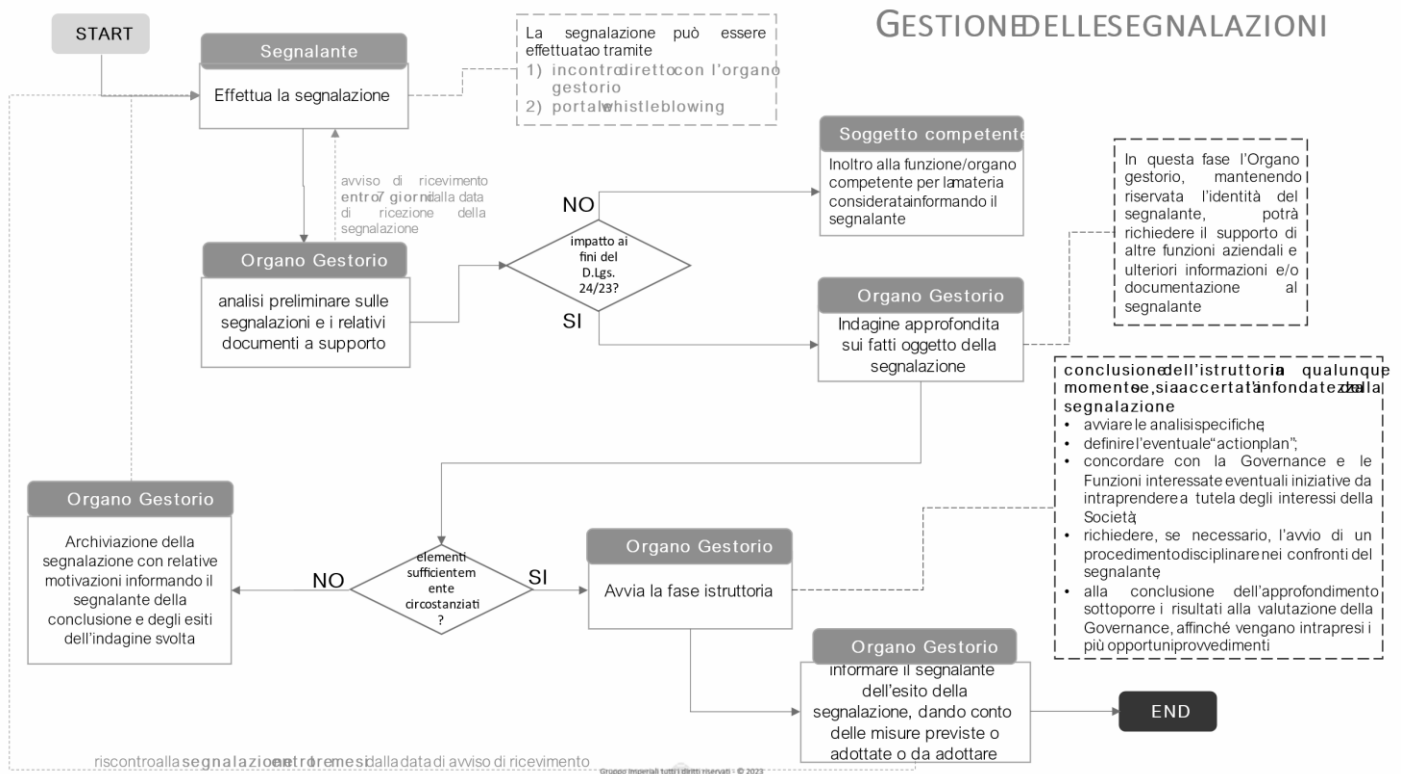 GESTIONE DELLE SEGNALAZIONI
START
Segnalante
Effettua la segnalazione
La segnalazione può essere
effettuatao tramite
1) incontro diretto con l'organo
gestorio
2) portale whistleblowing
avviso di ricevimento
entro 7 giorni dalla data
di ricezione della
segnalazione
Organo Gestorio
analisi preliminare sulle
segnalazioni e i relativi
documenti a supporto
NO
impatto ai
fini del
D.Lgs.
24/23?
SI
Soggetto competente
Inoltro alla funzione/organo
competente per la materia
considerata informando il
segnalante
Organo Gestorio
Indagine approfondita
sui fatti oggetto della
segnalazione
In questa fase l'Organo
gestorio, mantenendo
riservata l'identità del
segnalante, potrà
richiedere il supporto di
altre funzioni aziendali e
ulteriori informazioni e/o
documentazione al
segnalante
conclusione dell'istruttoria in qualunque
momento se, sia accertata l'infondatezza della
segnalazione
• avviare le analisi specifiche;
• definire l'eventuale “action plan”;
• concordare con la Governance e le
Funzioni interessate eventuali iniziative da
intraprendere a tutela degli interessi della
Società;
• richiedere, se necessario, l'avvio di un
procedimento disciplinare nei confronti del
segnalante;
• alla conclusione dell'approfondimento
sottoporre i risultati alla valutazione della
Governance, affinché vengano intrapresi i
più opportuni provvedimenti
Organo Gestorio
Archiviazione della
segnalazione con relative
motivazioni informando il
segnalante della
conclusione e degli esiti
dell'indagine svolta
NO
elementi
sufficientem
ente
circostanziati
?
SI
Organo Gestorio
Avvia la fase istruttoria
Organo Gestorio
informare il segnalante
dell'esito della
segnalazione, dando conto
delle misure previste o
adottate o da adottare
END
riscontro alla segnalazione entro tre mesi dalla data di avviso di ricevimento
Gruppo Imperiali tutti i diritti riservati - © 2023